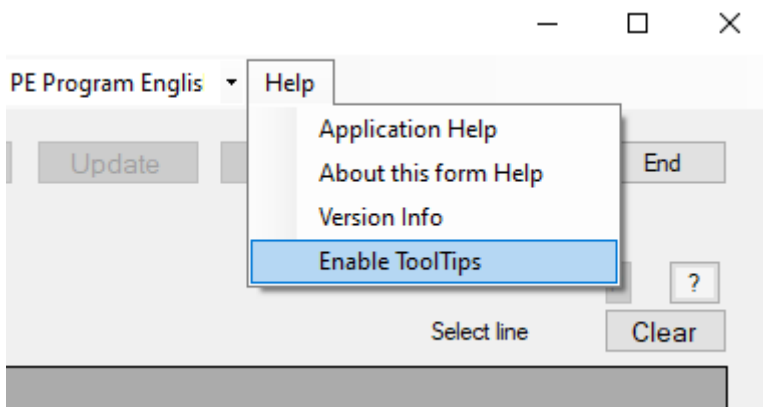 PE Program Englis Help
Application Help
Update About this form Help End
Version Info
Enable ToolTips
?
Select line Clear